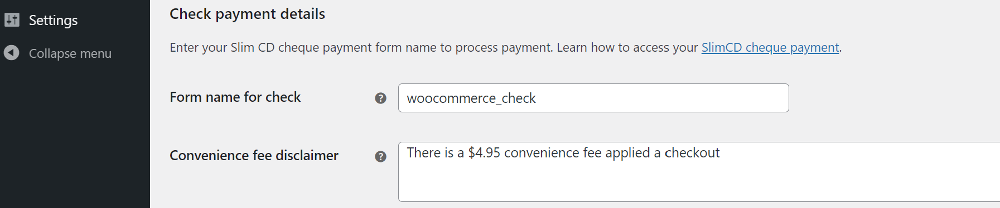 Settings
Collapse menu
Check payment details
Enter your Slim CD cheque payment form name to process payment. Learn how to access your SlimCD cheque payment.
Form name for check
woocommerce_check
Convenience fee disclaimer
There is a $4.95 convenience fee applied a checkout